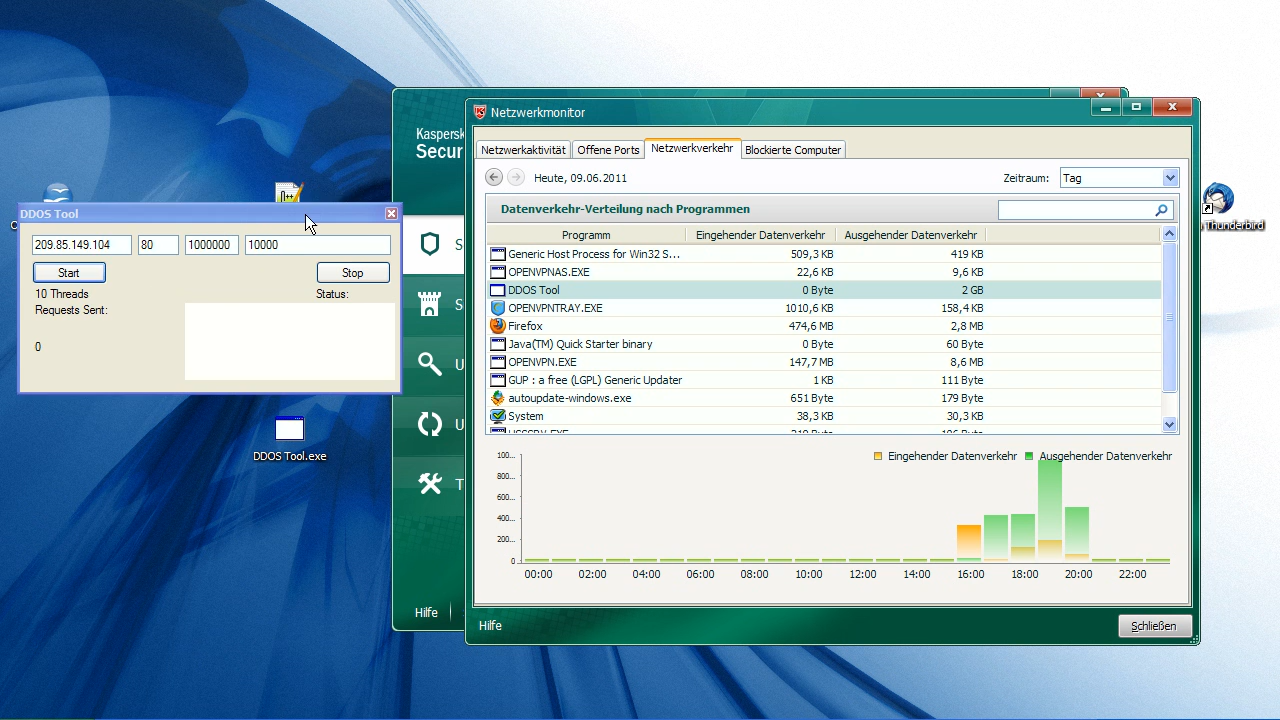 Kaspersk
Secur
Netzwerkmonitor
Netzwerkaktivität
Offene Ports
Netzwerkverkehr
Blockierte Computer
Heute, 09.06.2011
Zeitraum:
Tag
Datenverkehr-Verteilung nach Programmen
Programm Eingehender Datenverkehr Ausgehender Datenverkehr
Generic Host Process for Win32 S... 509,3 KB 419 KB
OPENVPNAS.EXE 22,6 KB 9,6 KB
DDOS Tool 0 Byte 2 GB
OPENVPNTRAY.EXE 1010,6 KB 158,4 KB
Firefox 474,6 MB 2,8 MB
Java(TM) Quick Starter binary 0 Byte 60 Byte
OPENVPN.EXE 147,7 MB 8,6 MB
GUP : a free (LGPL) Generic Updater 1 KB 111 Byte
autoupdate-windows.exe 651 Byte 179 Byte
System 38,3 KB 30,3 KB
Eingehender Datenverkehr
Ausgehender Datenverkehr
100...
800...
600...
400...
200...
0
00:00 02:00 04:00 06:00 08:00 10:00 12:00 14:00 16:00 18:00 20:00 22:00
Hilfe
Schließen
Hilfe
S
S
U
U
T
DDOS Tool
209.85.149.104
80
1000000
10000
Start
Stop
10 Threads
Status:
Requests Sent:
0
DDOS Tool.exe
Thunderbird